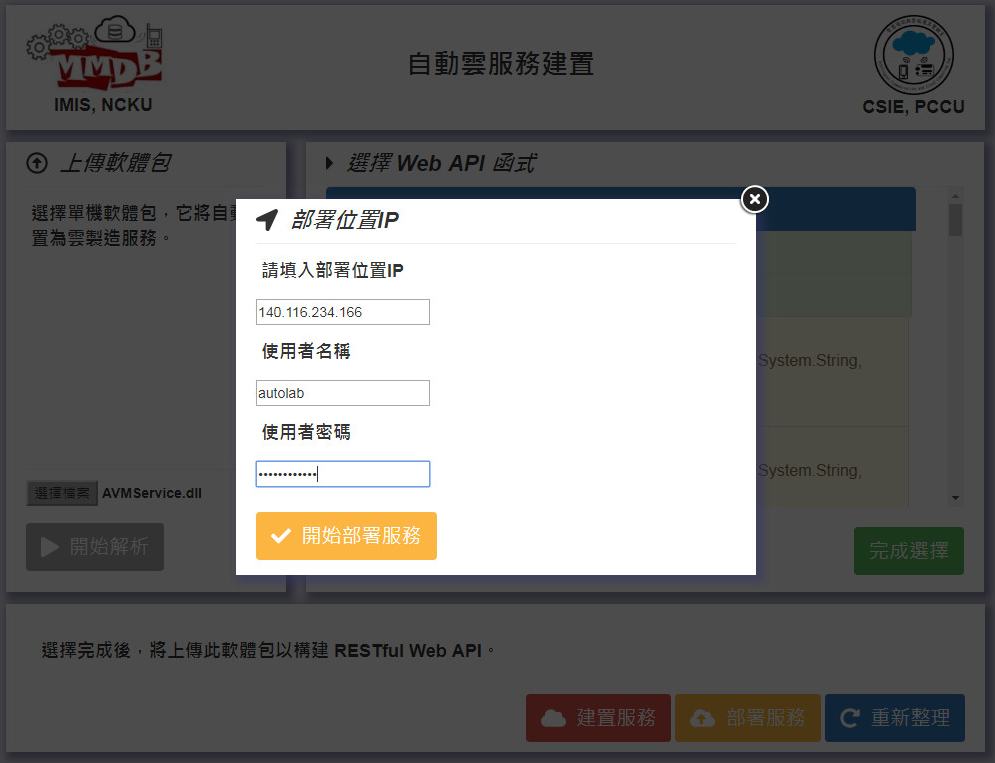 MMDB
IMIS, NCKU
自動雲服務建置
CSIE, PCCU
上傳軟體包
選擇 Web API 函式
選擇單機軟體包，它將自動
置為雲製造服務。
部署位置IP
請填入部署位置IP
140.116.234.166
使用者名稱
autolab
使用者密碼
••••••••••••
開始部署服務
System.String,
System.String,
選擇檔案 AVMService.dll
開始解析
完成選擇
選擇完成後，將上傳此軟體包以構建 RESTful Web API。
建置服務
部署服務
重新整理